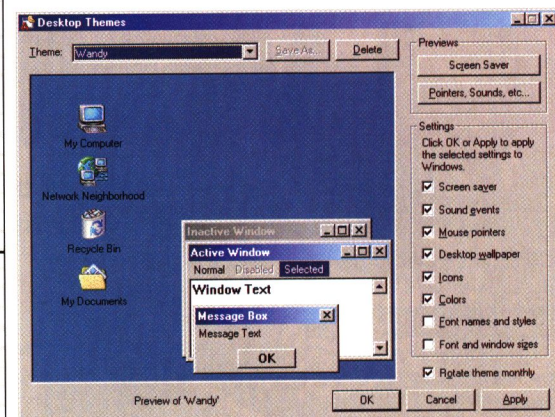 Desktop Themes
Theme: Wandy Save As... Delete
Previews
Screen Saver
Pointers, Sounds, etc...
Settings
Click OK or Apply to apply
the selected settings to
Windows.
Screen saver
Sound events
Mouse pointers
Desktop wallpaper
Icons
Colors
Font names and styles
Font and window sizes
Rotate theme monthly
My Computer
Network Neighborhood
Recycle Bin
My Documents
Inactive Window
Active Window
Normal Disabled Selected
Window Text
Message Box
Message Text
OK
Preview of 'Wandy'
OK Cancel Apply